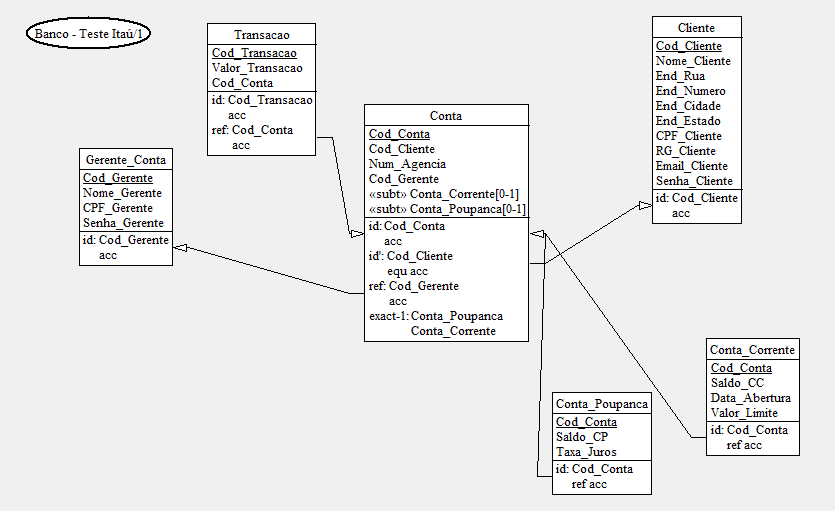 Banco - Teste Itaú/1
Transacao
Cod_Transacao
Valor_Transacao
Cod_Conta
id: Cod_Transacao
acc
ref: Cod_Conta
acc
Cliente
Cod_Cliente
Nome_Cliente
End_Rua
End_Numero
End_Cidade
End_Estado
CPF_Cliente
RG_Cliente
Email_Cliente
Senha_Cliente
id: Cod_Cliente
acc
Conta
Cod_Conta
Cod_Cliente
Num_Agencia
Cod_Gerente
«subt» Conta_Corrente[0-1]
«subt» Conta_Poupanca[0-1]
id: Cod_Conta
acc
id': Cod_Cliente
equ acc
ref: Cod_Gerente
acc
exact-1: Conta_Poupanca
Conta_Corrente
Gerente_Conta
Cod_Gerente
Nome_Gerente
CPF_Gerente
Senha_Gerente
id: Cod_Gerente
acc
Conta_Corrente
Cod_Conta
Saldo_CC
Data_Abertura
Valor_Limite
id: Cod_Conta
ref acc
Conta_Poupanca
Cod_Conta
Saldo_CP
Taxa_Juros
id: Cod_Conta
ref acc